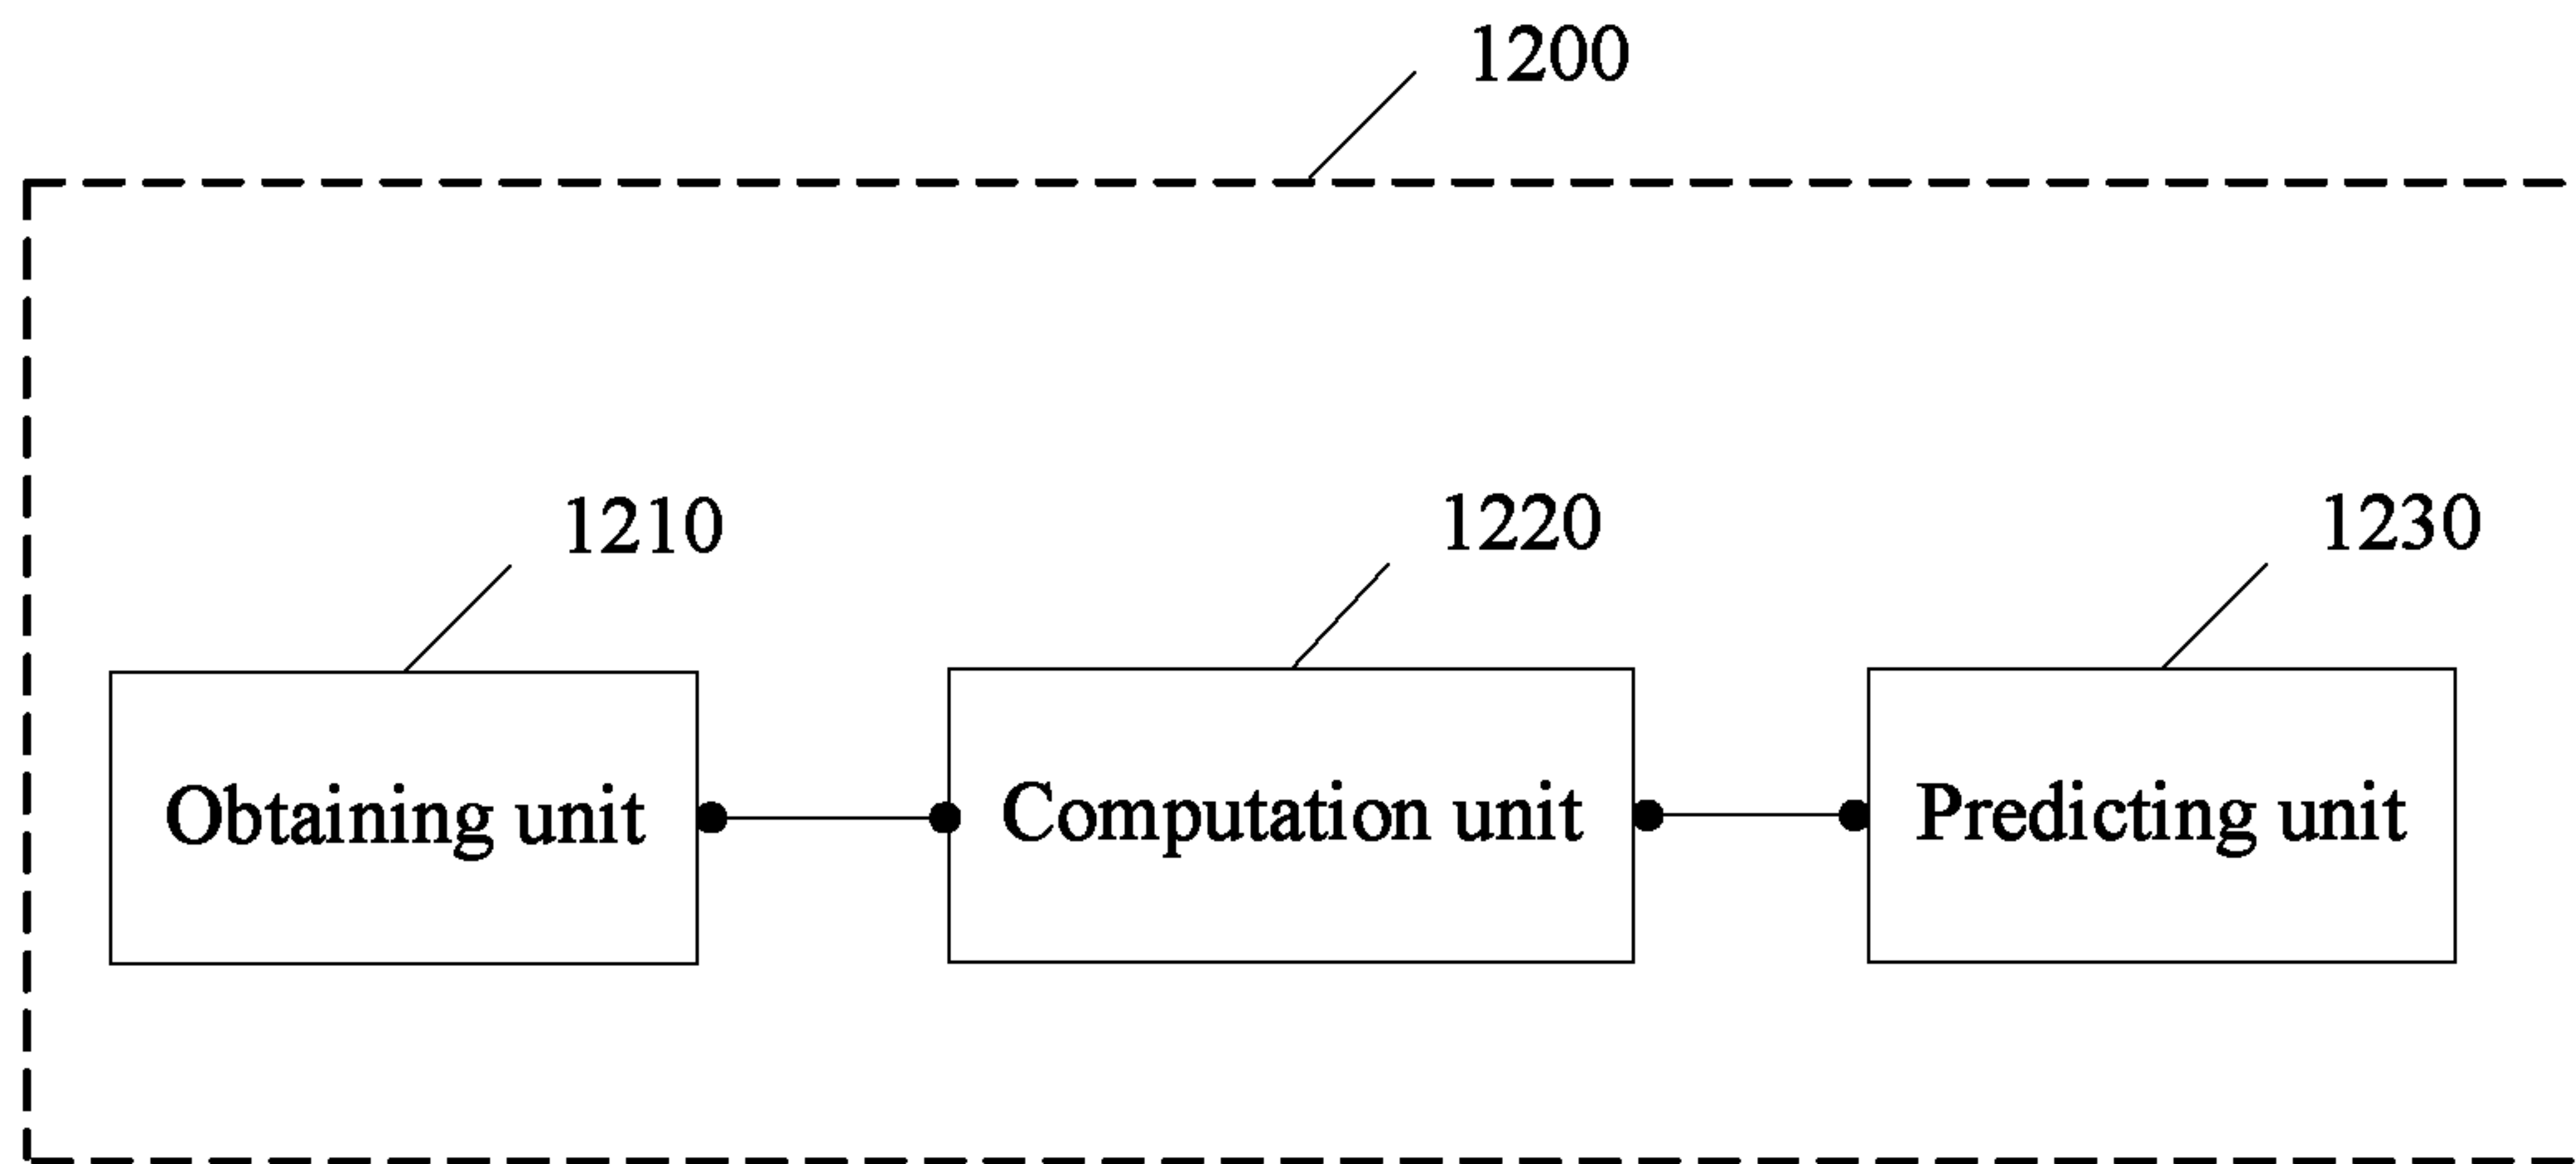 1200
1210
1220
1230
Obtaining unit
Computation unit
Predicting unit